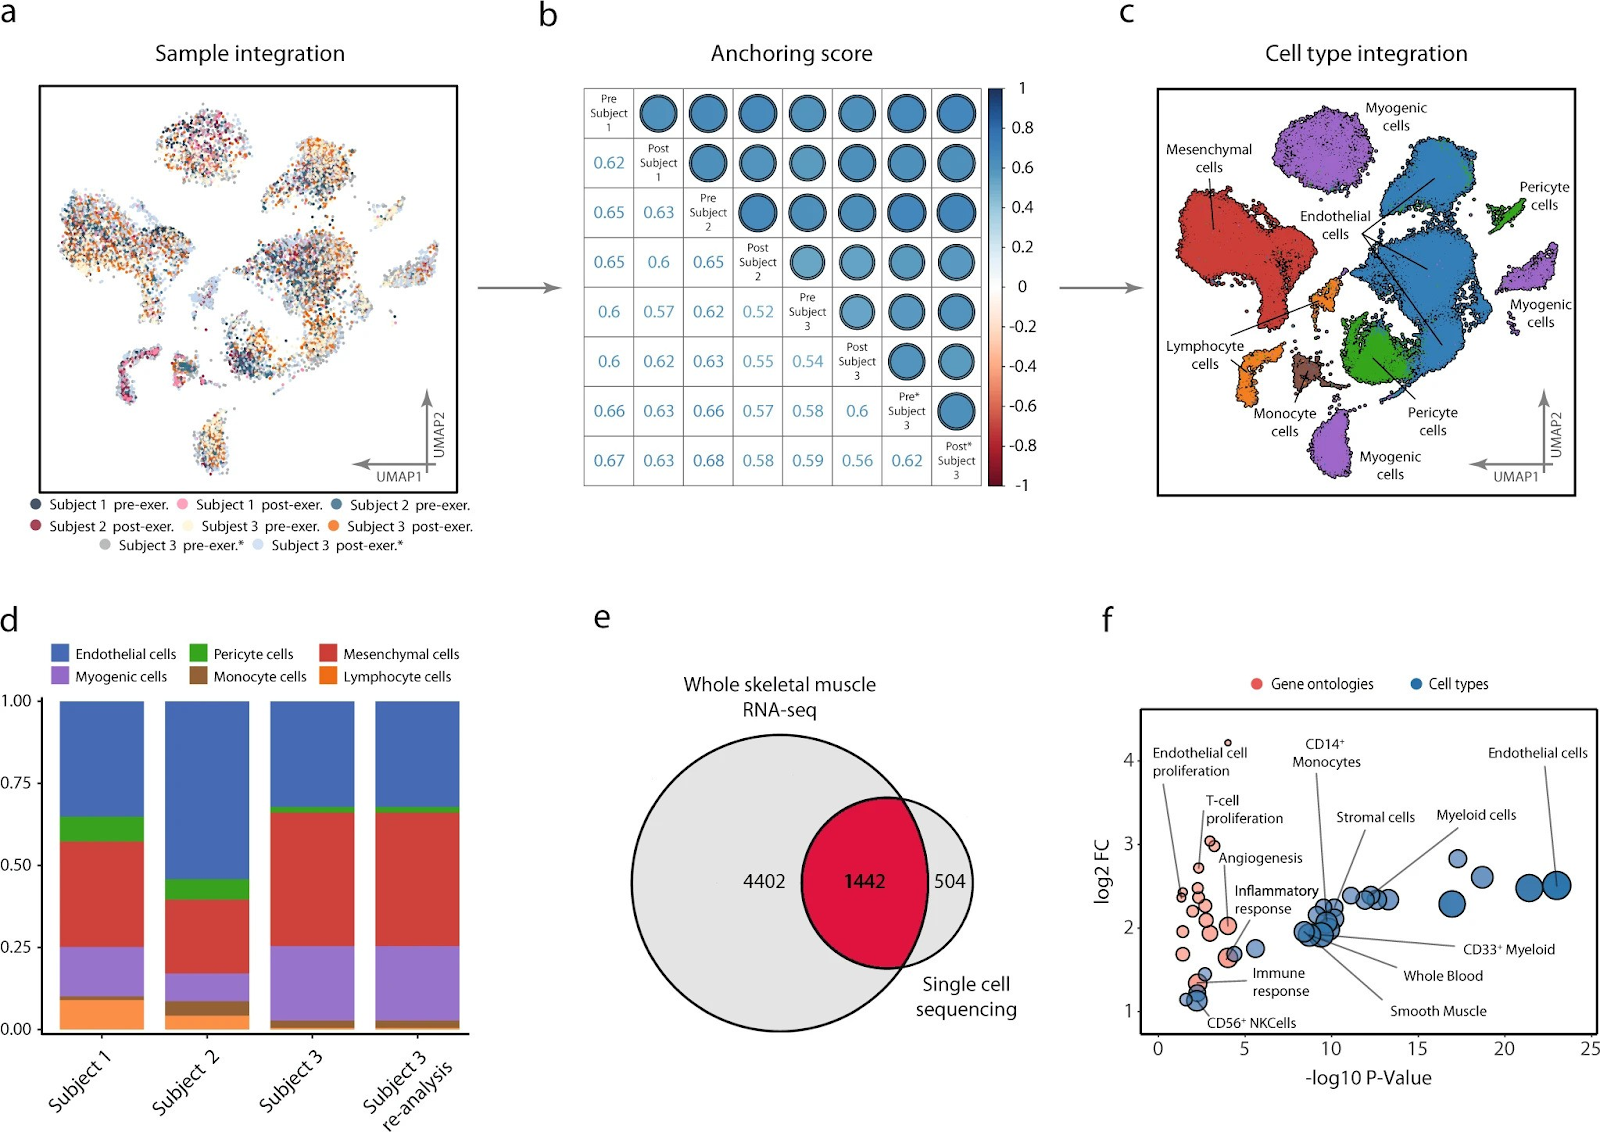 a
Sample integration
UMAP2
UMAP1
Subject 1 pre-exer.
Subject 1 post-exer.
Subject 2 pre-exer.
Subjest 2 post-exer.
Subjest 3 pre-exer.
Subject 3 post-exer.
Subject 3 pre-exer.*
Subject 3 post-exer.*
b
Anchoring score
Pre
Subject
1
0.62
Post
Subject
1
0.65 0.63
Pre
Subject
2
0.65 0.6 0.65
Post
Subject
2
0.6 0.57 0.62 0.52
Pre
Subject
3
0.6 0.62 0.63 0.55 0.54
Post
Subject
3
0.66 0.63 0.66 0.57 0.58 0.6
Pre*
Subject
3
0.67 0.63 0.68 0.58 0.59 0.56 0.62
Post*
Subject
3
1
0.8
0.6
0.4
0.2
0
-0.2
-0.4
-0.6
-0.8
-1
c
Cell type integration
Myogenic
cells
Mesenchymal
cells
Pericyte
cells
Endothelial
cells
Myogenic
cells
Lymphocyte
cells
Monocyte
cells
Pericyte
cells
Myogenic
cells
UMAP2
UMAP1
d
Endothelial cells
Pericyte cells
Mesenchymal cells
Myogenic cells
Monocyte cells
Lymphocyte cells
1.00
0.75
0.50
0.25
0.00
Subject 1
Subject 2
Subject 3
Subject 3
re-analysis
e
Whole skeletal muscle
RNA-seq
4402
1442
504
Single cell
sequencing
f
Gene ontologies
Cell types
log2 FC
4
3
2
1
Endothelial cell
proliferation
CD14⁺
Monocytes
Endothelial cells
T-cell
proliferation
Stromal cells
Myeloid cells
Angiogenesis
Inflammatory
response
CD33⁺ Myeloid
Whole Blood
Immune
response
Smooth Muscle
CD56⁺ NKCells
0 5 10 15 20 25
-log10 P-Value